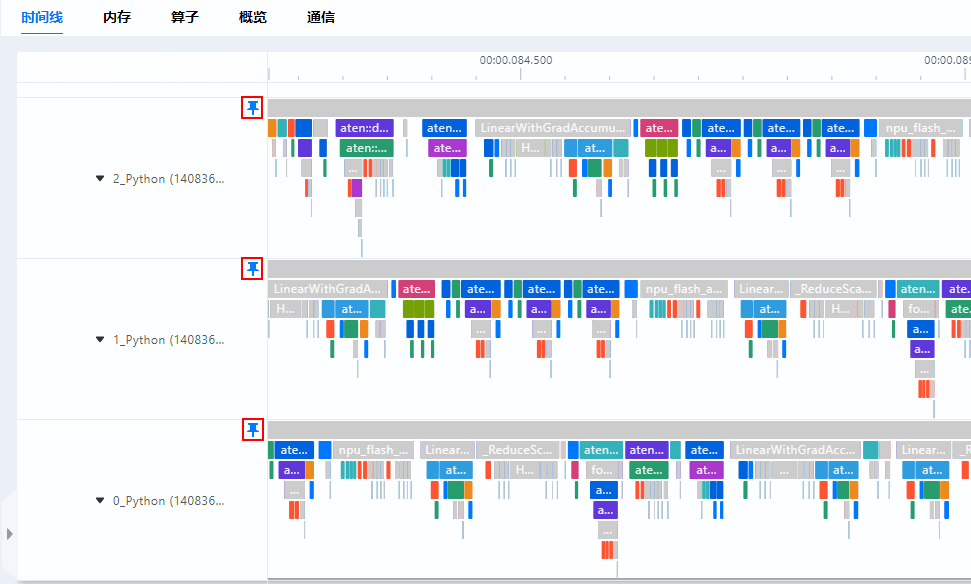 时间线 内存 算子 概览 通信
00:00.084.500 00:00.089
aten::d... aten... LinearWithGradAccumu... ate... ate... ate... ate... npu_flash_...
aten::... ate... H... at... a... a... a...
... ... ... ...
2_Python (140836...
LinearWithGradA... ate... ate... ate... ate... npu_flash_a... Linear... _ReduceSca... aten... ate
H... at... a... a... a... at... H... fo... ate
... ... ... a...
1_Python (140836...
a...
...
ate... npu_flash_... Linear... _ReduceSc... aten... aten... ate... LinearWithGradAcc... Linear... _R
a... at... H... fo... ate... at... ... at... at...
... a...
0_Python (140836...
a...
...